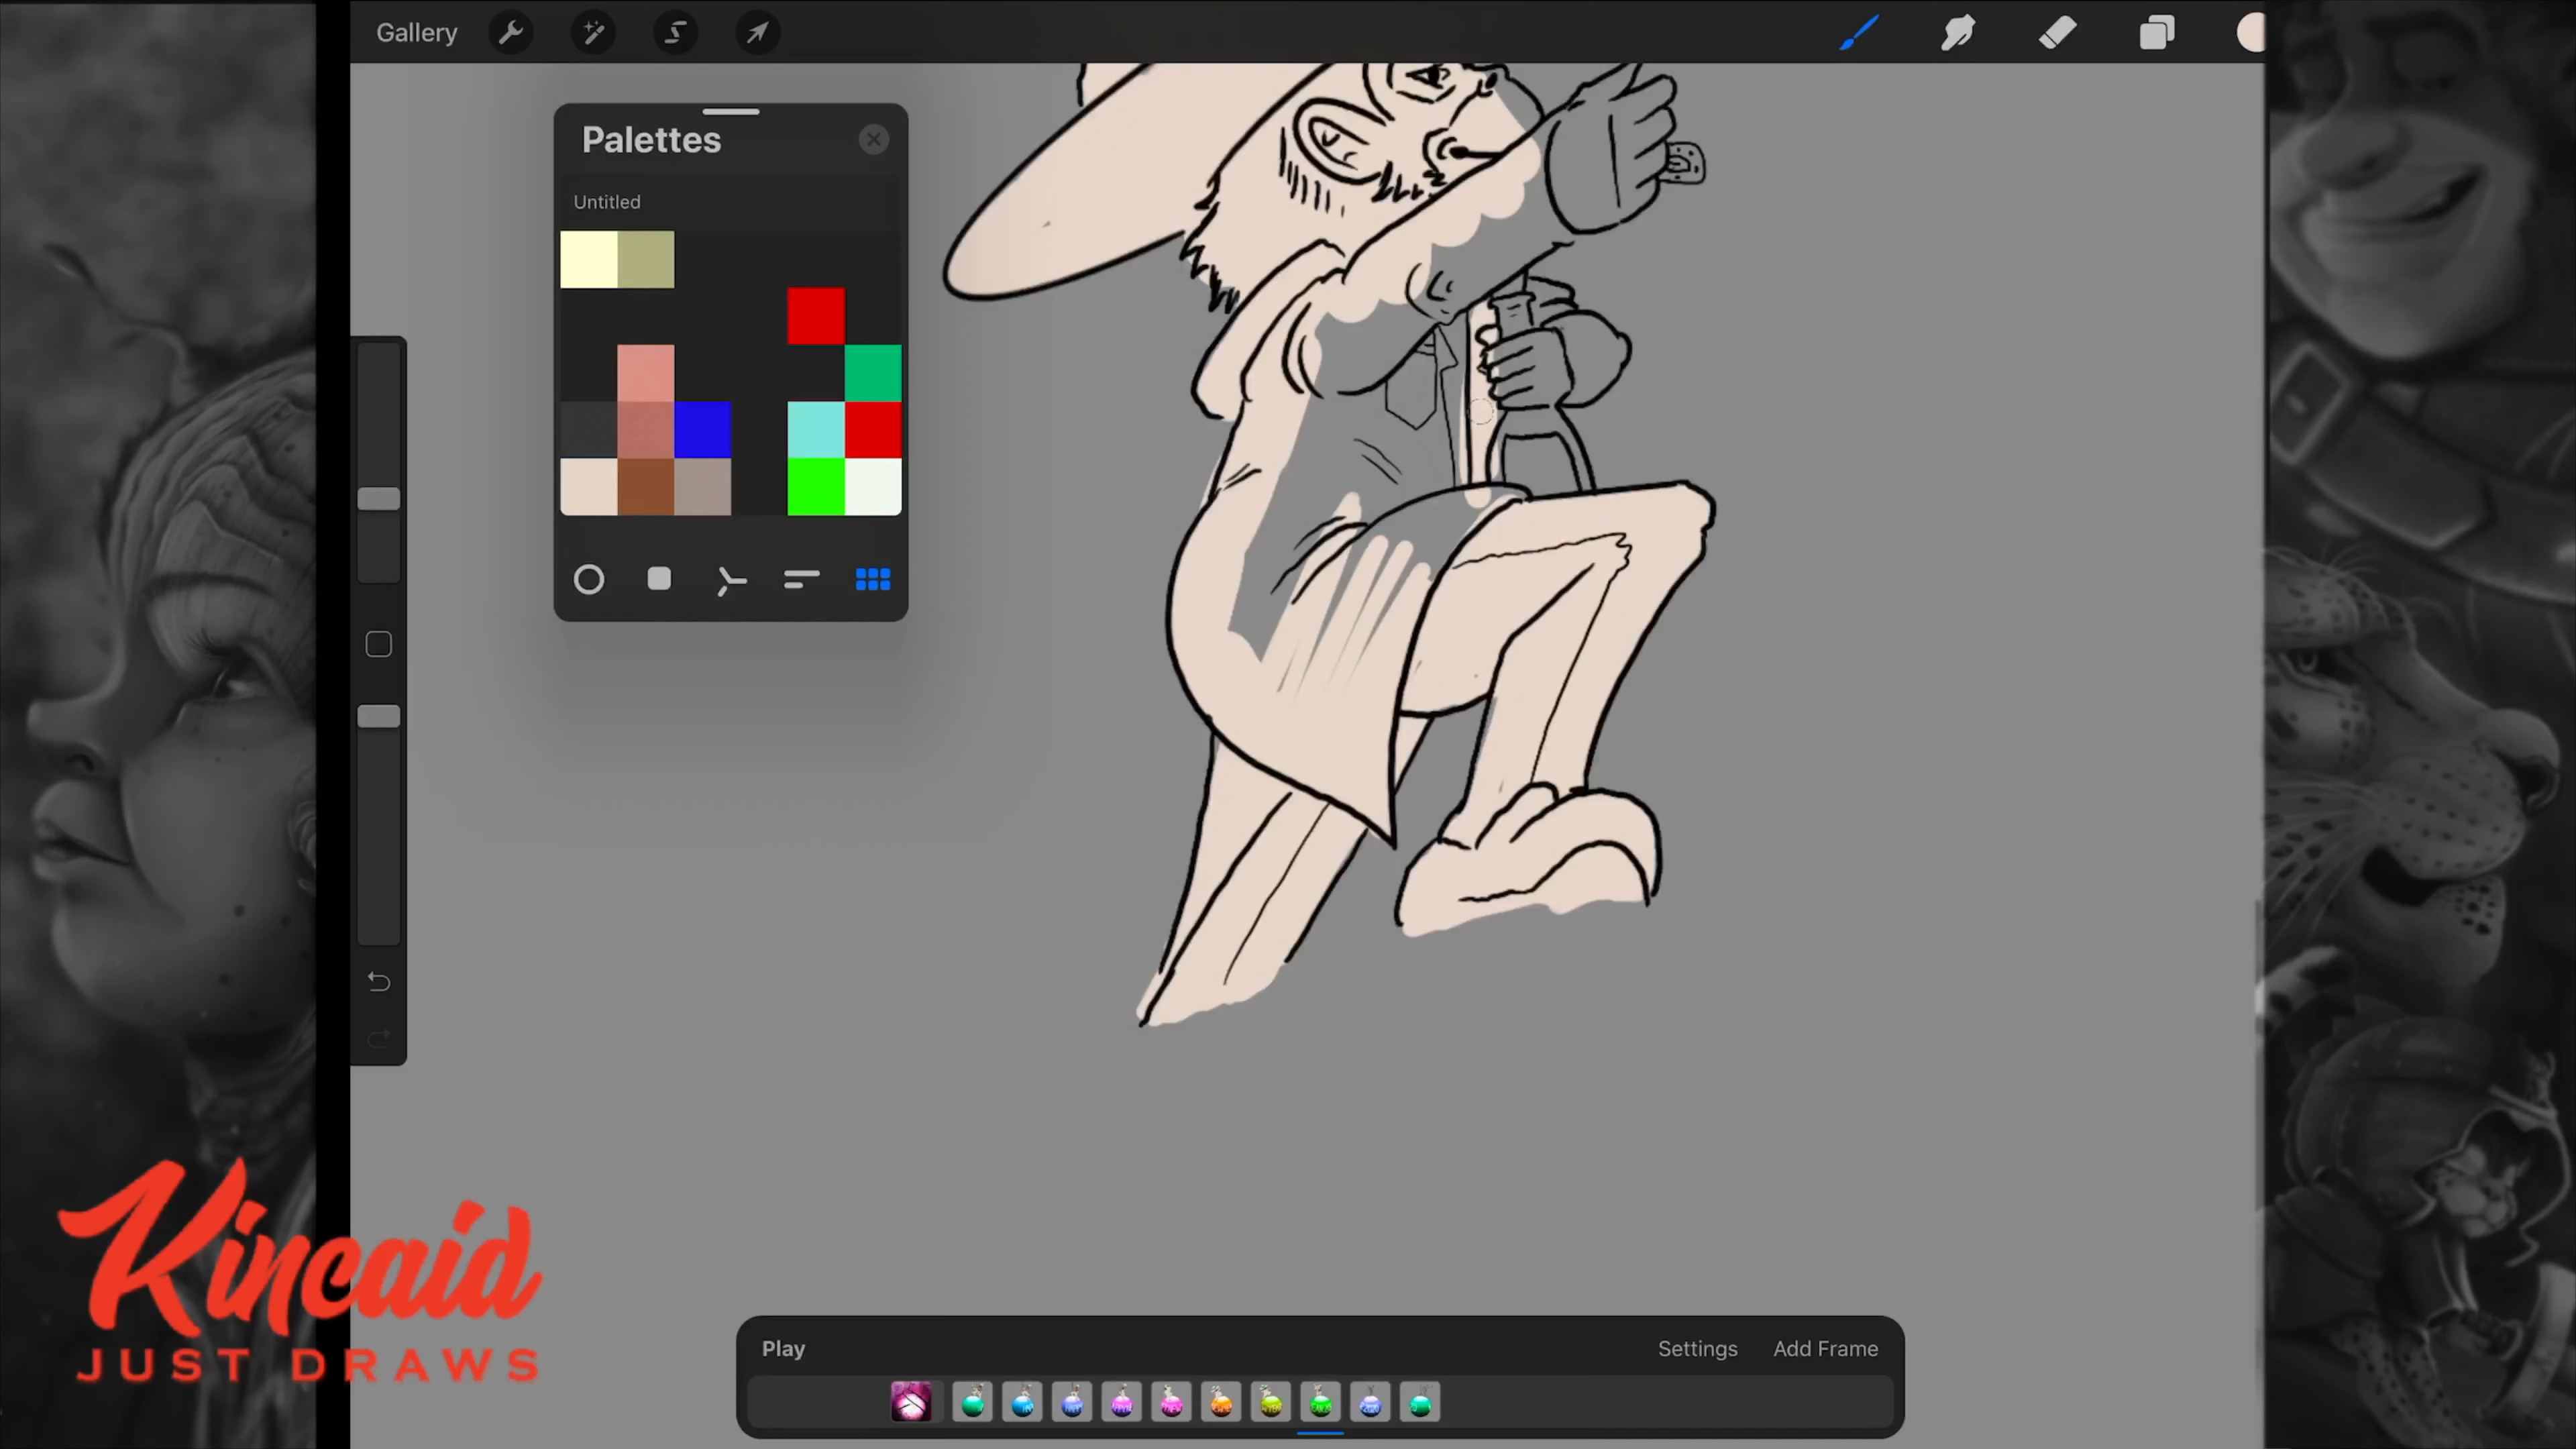 Gallery
Palettes
Untitled
Kincaid
JUST DRAWS
Play
Settings
Add Frame